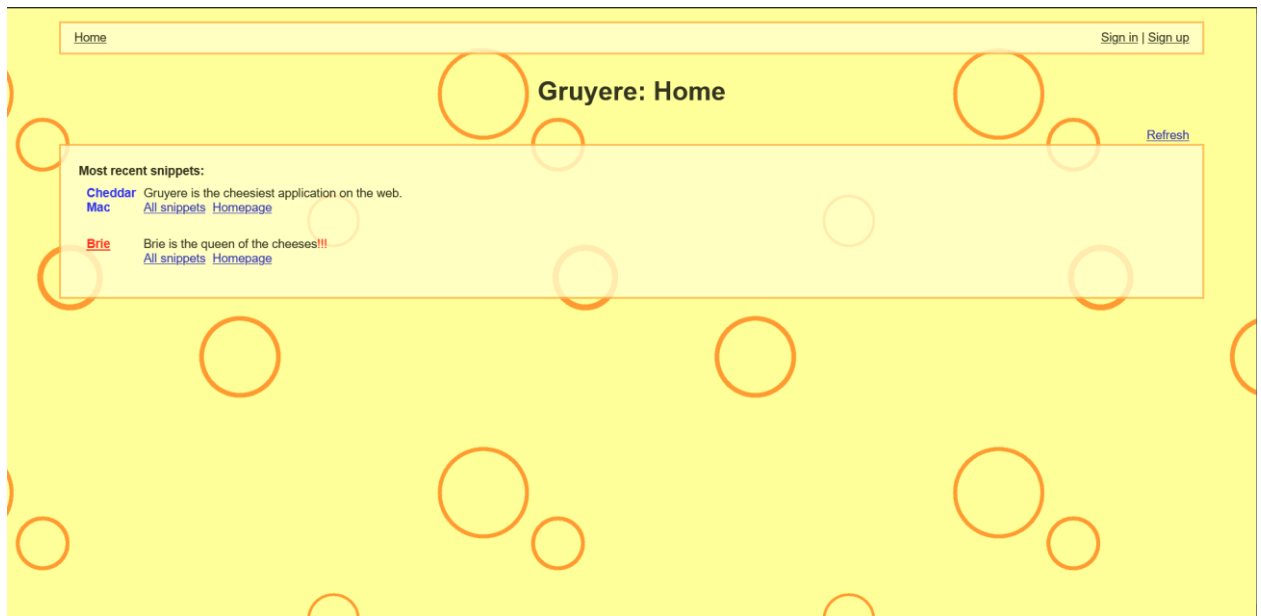 Home Sign in | Sign up
Gruyere: Home
Refresh
Most recent snippets:
Cheddar Gruyere is the cheesiest application on the web.
Mac All snippets Homepage
Brie Brie is the queen of the cheeses!!!
All snippets Homepage